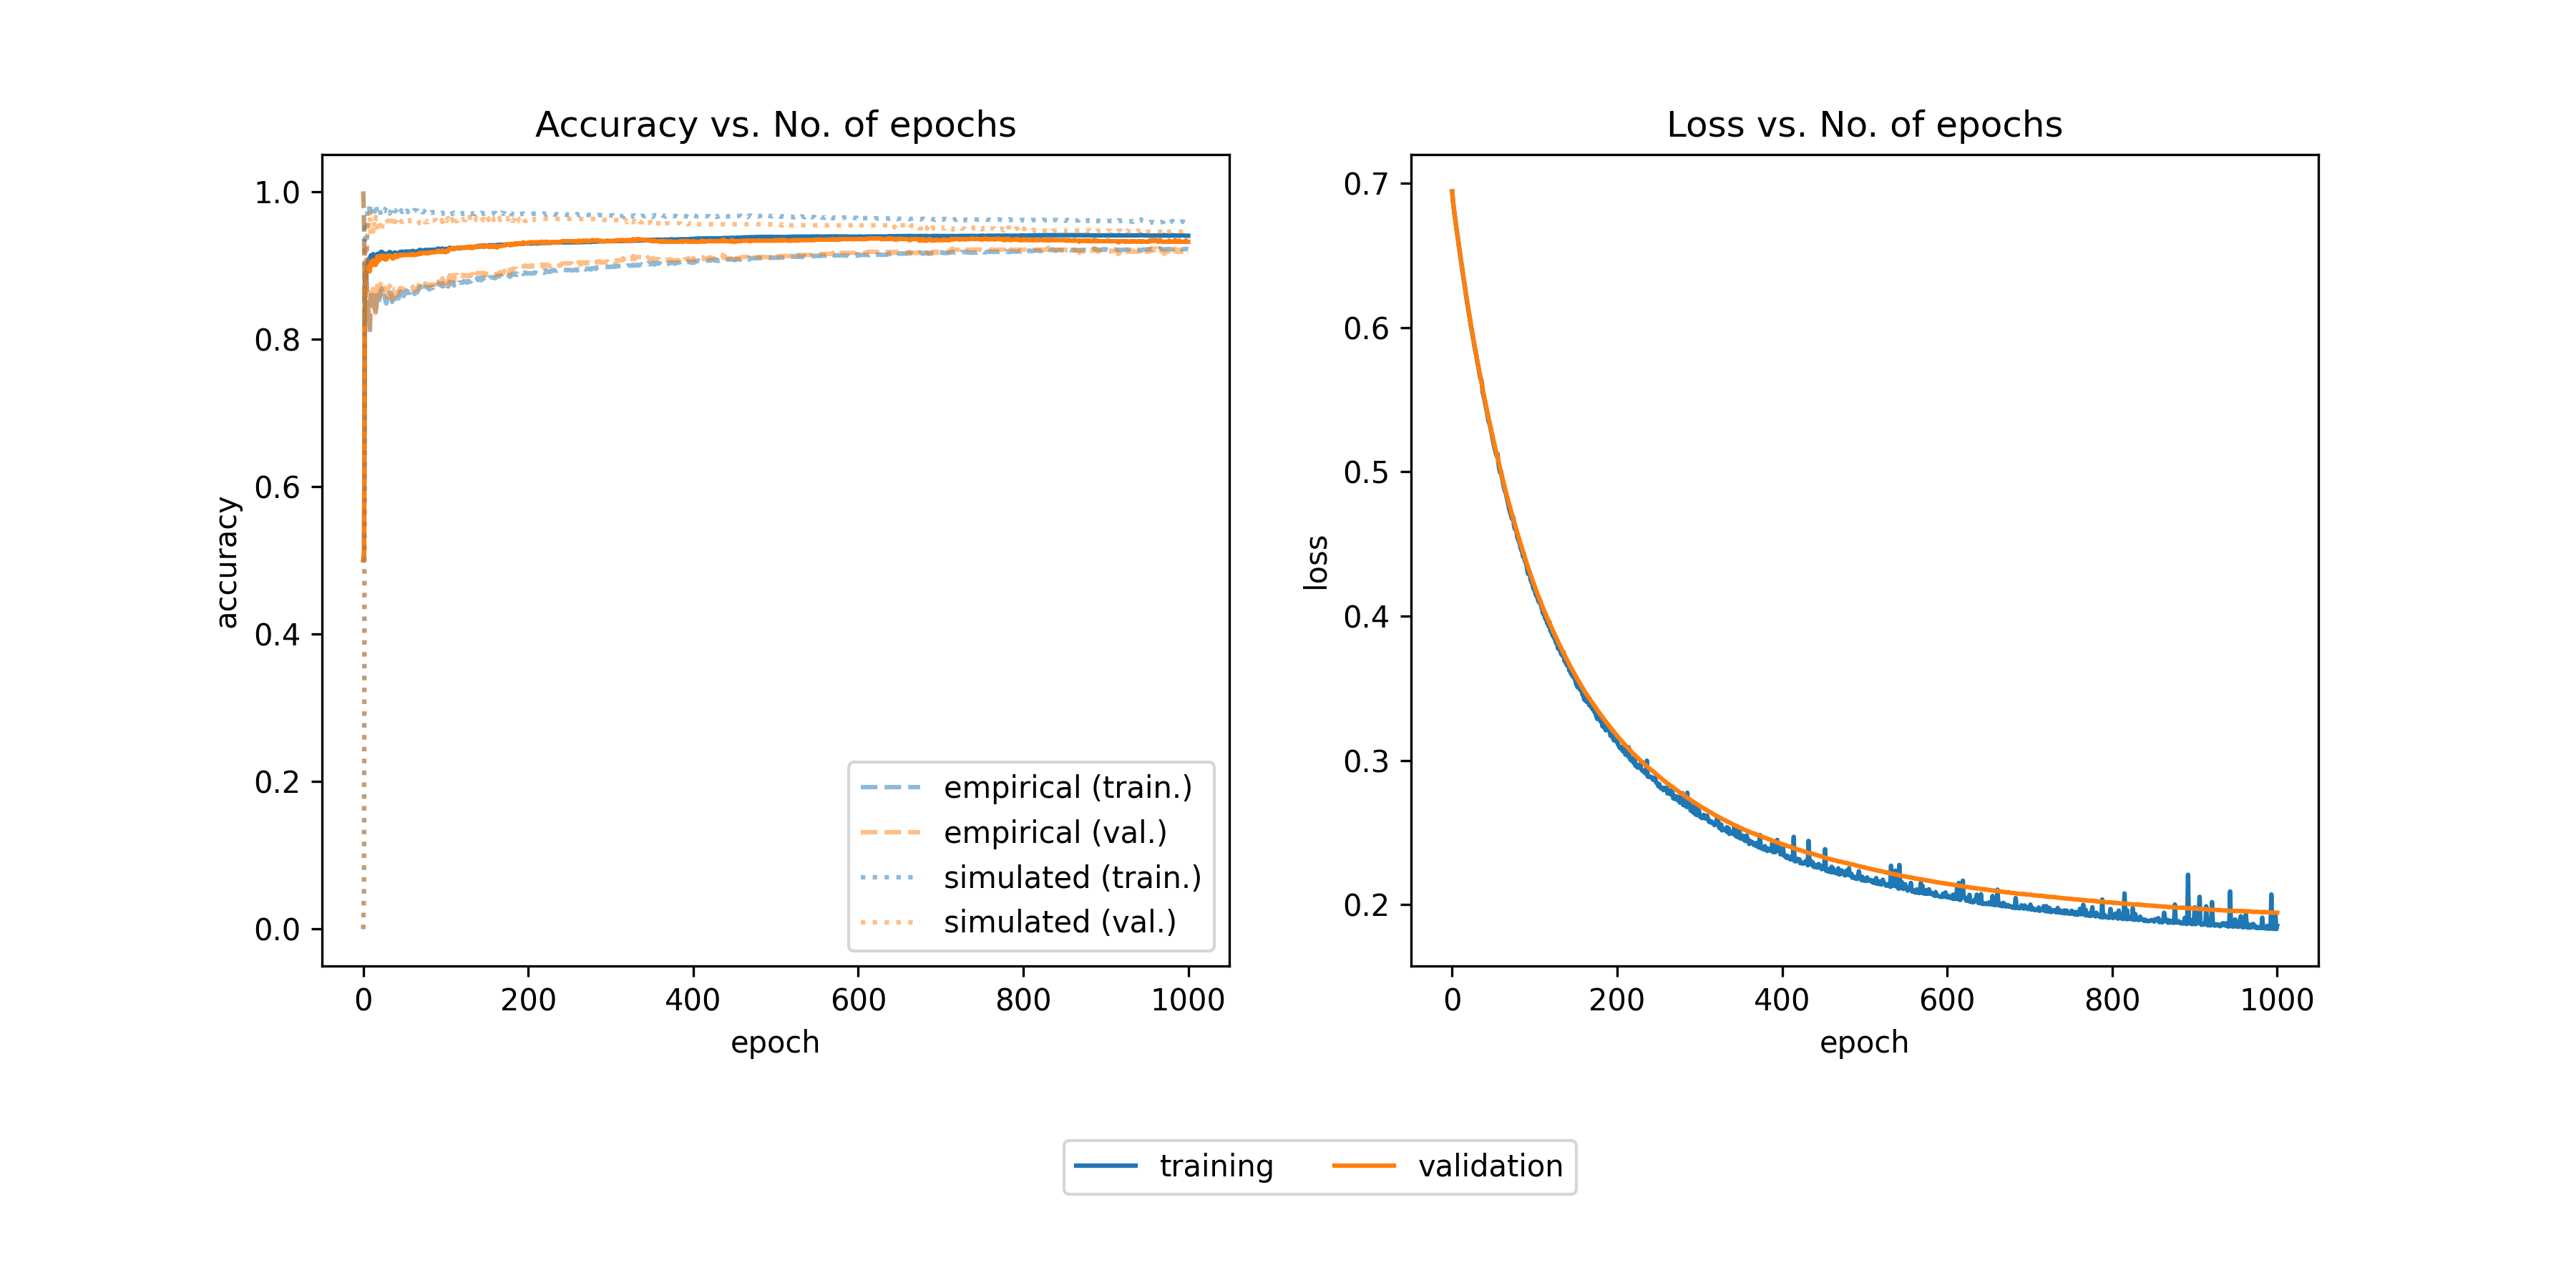 Accuracy vs. No. of epochs
1.0
0.8
0.6
0.4
0.2
0.0
accuracy
0 200 400 600 800 1000
epoch
empirical (train.)
empirical (val.)
simulated (train.)
simulated (val.)
Loss vs. No. of epochs
0.7
0.6
0.5
0.4
0.3
0.2
loss
0 200 400 600 800 1000
epoch
training validation